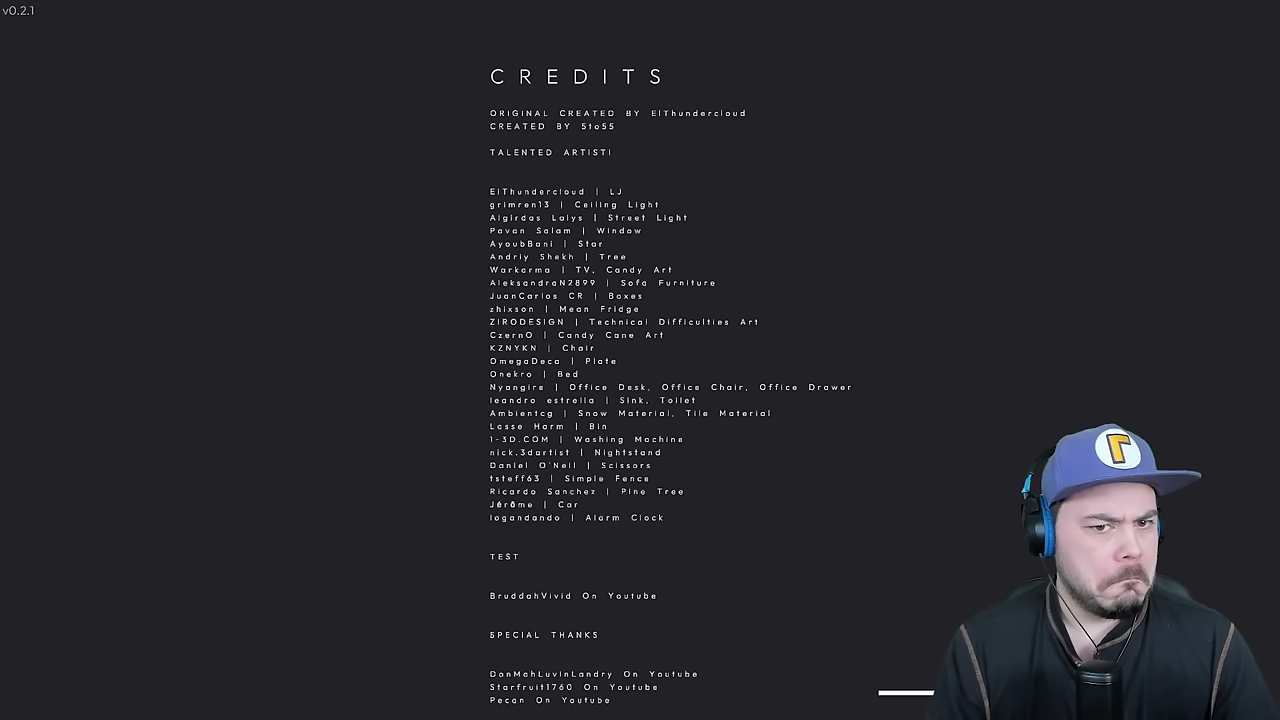 v0.2.1
CREDITS
ORIGINAL CREATED BY ElThundercloud
CREATED BY 5to55
TALENTED ARTIST!
ElThundercloud | LJ
grimren13 | Ceiling Light
Algirdas Lalys | Street Light
Pavan Salam | Window
AyoubBani | Star
Andriy Shekh | Tree
Warkarma | TV, Candy Art
AleksandraN2899 | Sofa Furniture
JuanCarlos CR | Boxes
zhixson | Mean Fridge
ZIRODESIGN | Technical Difficulties Art
CzernO | Candy Cane Art
KZNYKN | Chair
OmegaDeca | Plate
Onekro | Bed
Nyangire | Office Desk, Office Chair, Office Drawer
leandro estrella | Sink, Toilet
Ambientcg | Snow Material, Tile Material
Lasse Harm | Bin
1-3D.COM | Washing Machine
nick.3dartist | Nightstand
Daniel O'Neil | Scissors
tsteff63 | Simple Fence
Ricardo Sanchez | Pine Tree
Jérôme | Car
logandando | Alarm Clock
TEST
BruddahVivid On Youtube
SPECIAL THANKS
DonMahLuvinLandry On Youtube
Starfruit1760 On Youtube
Pecan On Youtube